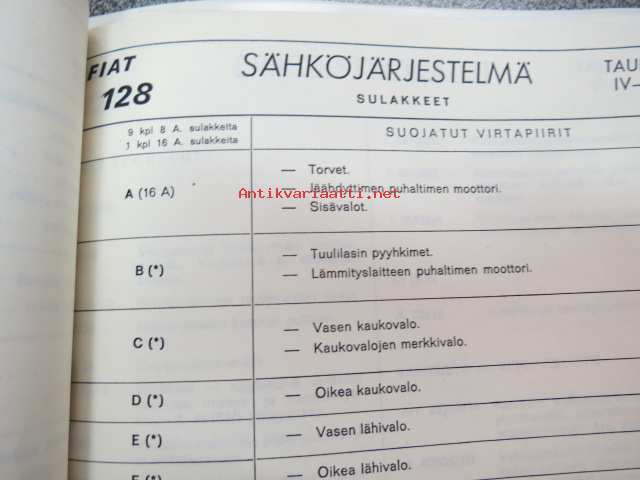 FIAT
128
SÄHKÖJÄRJESTELMÄ
SULAKKEET
IV-
9 kpl 8 A. sulakkeita
1 kpl 16 A. sulakkeita
SUOJATUT VIRTAPIIRIT
A (16 A)
— Torvet.
— Jäähdyttimen puhaltimen moottori.
— Sisävalot.
Antikvariaatti.net
B (*)
— Tuulilasin pyyhkimet.
— Lämmityslaitteen puhaltimen moottori.
C (*)
— Vasen kaukovalo.
— Kaukovalojen merkkivalo.
D (*)
— Oikea kaukovalo.
E (*)
— Vasen lähivalo.
F (*)
— Oikea lähivalo.